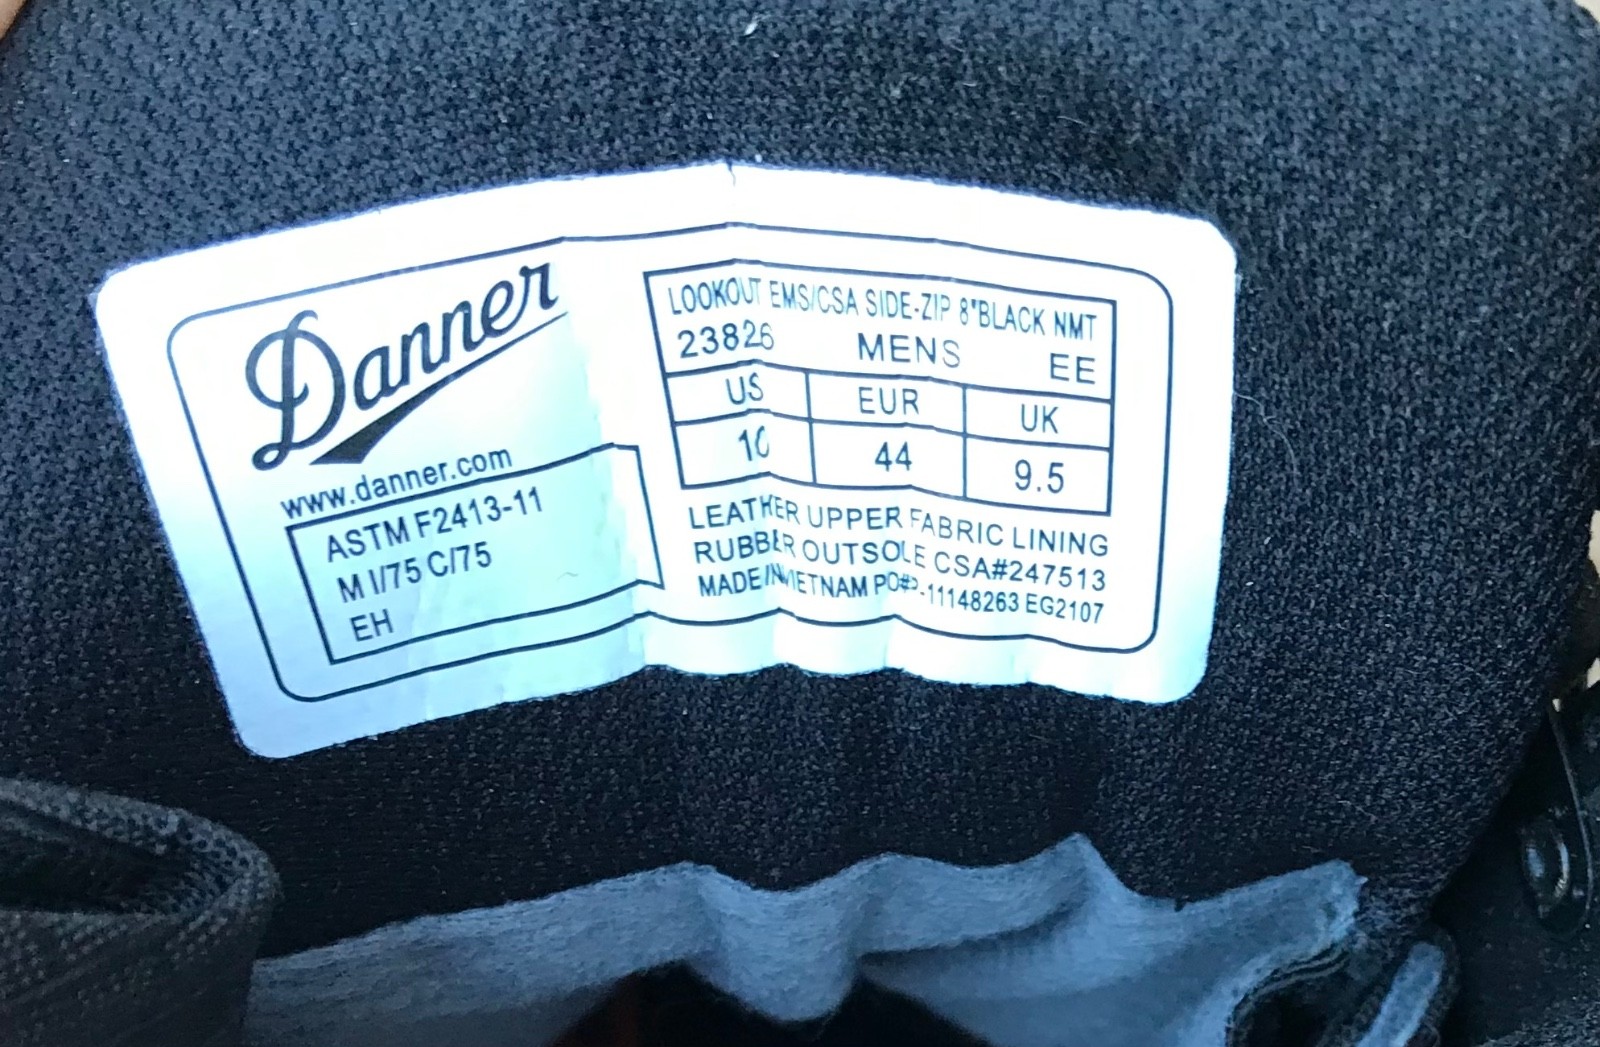 Danner
www.danner.com
ASTM F2413-11
M I/75 C/75
EH
LOOKOUT EMS/CSA SIDE-ZIP 8"BLACK NMT
23826 MENS EE
US EUR UK
10 44 9.5
LEATHER UPPER FABRIC LINING
RUBBER OUTSOLE CSA#247513
MADE IN VIETNAM PO#-11148263 EG2107